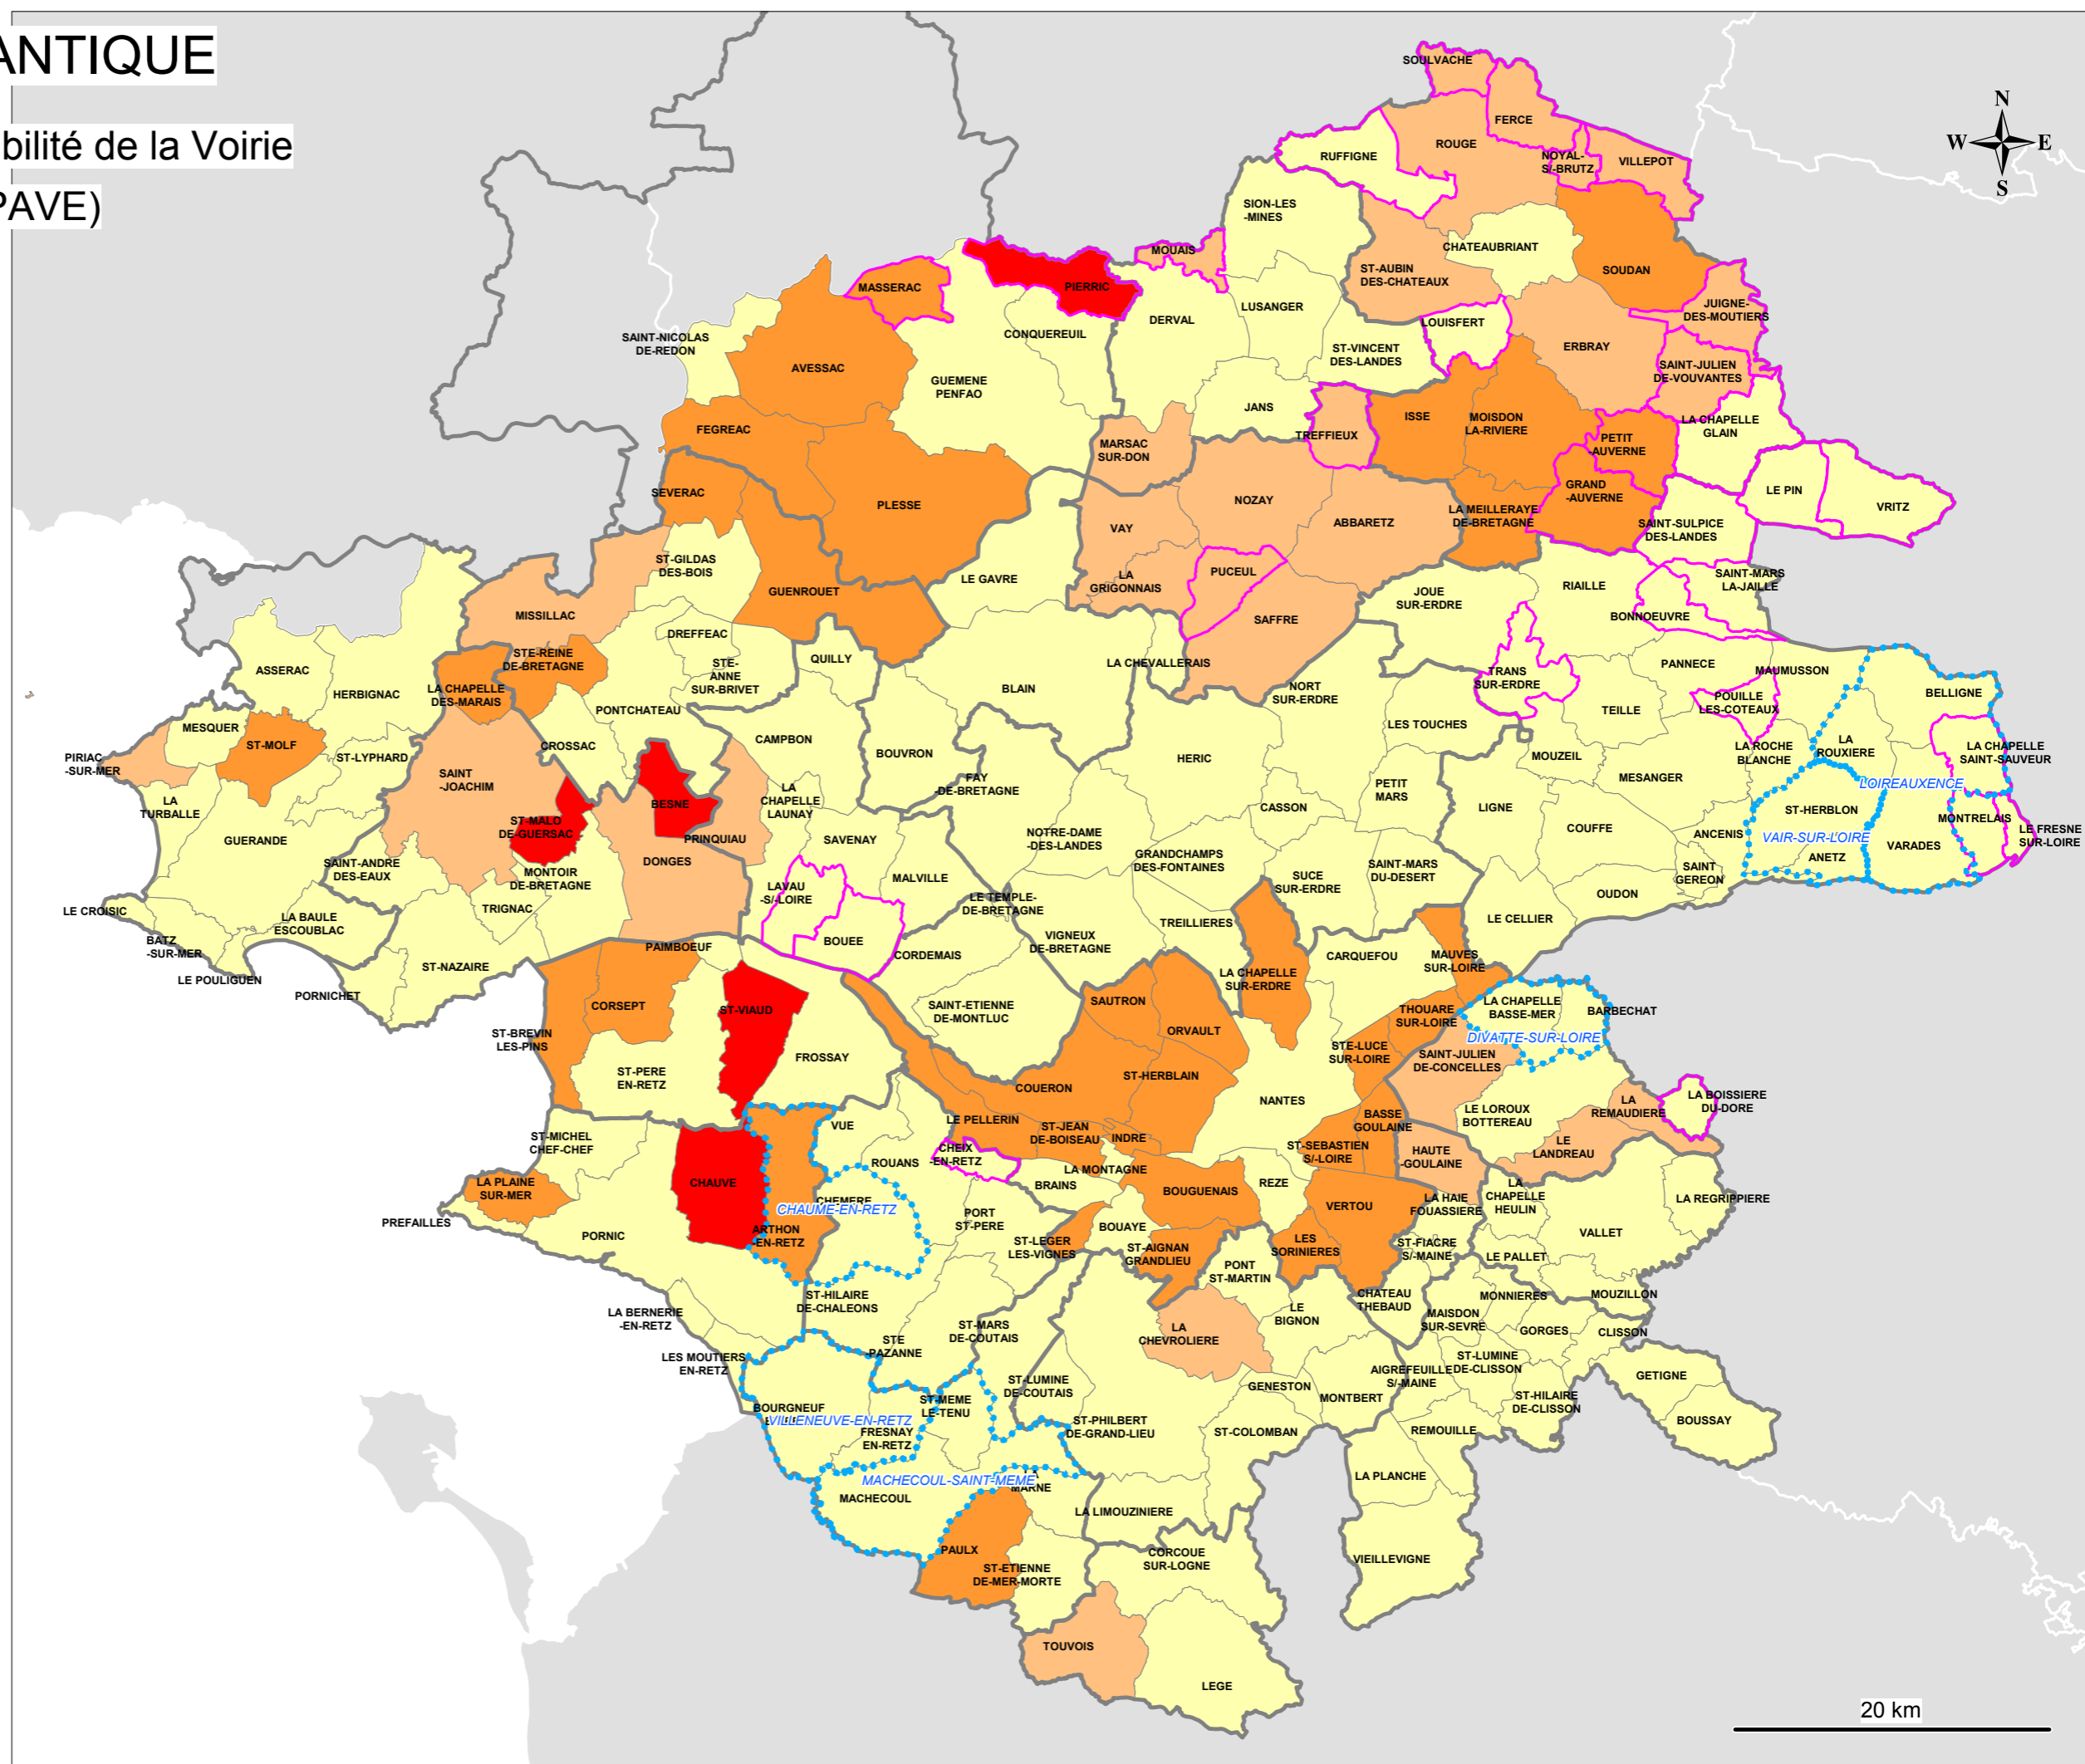 ANTIQUE
bilité de la Voirie
PAVE)
N
W E
S
SOULVACHE
FERCE
ROUGE
RUFFIGNE
NOYAL-
S/-BRUTZ
VILLEPOT
SION-LES
-MINES
CHATEAUBRIANT
MOUAIS
ST-AUBIN
DES-CHATEAUX
SOUDAN
MASSERAC
PIERRIC
JUIGNE-
DES-MOUTIERS
LUSANGER
DERVAL
LOUISFERT
CONQUEREUIL
SAINT-NICOLAS
DE-REDON
ERBRAY
ST-VINCENT
DES-LANDES
AVESSAC
SAINT-JULIEN
DE-VOUVANTES
GUEMENE
PENFAO
JANS
ISSE
MOISDON
LA-RIVIERE
LA CHAPELLE
GLAIN
FEGREAC
TREFFIEUX
PETIT
-AUVERNE
MARSAC
SUR-DON
SEVERAC
GRAND
-AUVERNE
LE PIN
PLESSE
NOZAY
VRITZ
VAY
ABBARETZ
LA MEILLERAYE
DE-BRETAGNE
SAINT-SULPICE
DES-LANDES
ST-GILDAS
DES-BOIS
LE GAVRE
LA
GRIGONNAIS
PUCEUL
SAINT-MARS
LA-JAILLE
GUENROUET
JOUE
SUR-ERDRE
RIAILLE
MISSILLAC
SAFFRE
BONNOEUVRE
DREFFEAC
STE-REINE
DE-BRETAGNE
QUILLY
LA CHEVALLERAIS
PANNECE
MAUMUSSON
ASSERAC
STE-
ANNE
SUR-BRIVET
TRANS
SUR-ERDRE
HERBIGNAC
LA CHAPELLE
DES-MARAIS
BLAIN
NORT
SUR-ERDRE
BELLIGNE
POUILLE
LES-COTEAUX
PONTCHATEAU
TEILLE
MESQUER
LES TOUCHES
ST-MOLF
CROSSAC
CAMPBON
LA
ROUXIERE
PIRIAC
-SUR-MER
ST-LYPHARD
BOUVRON
HERIC
MOUZEIL
LA ROCHE
BLANCHE
LA CHAPELLE
SAINT-SAUVEUR
SAINT
-JOACHIM
FAY
-DE-BRETAGNE
MESANGER
LOIREAUXENCE
LA
TURBALLE
BESNE
LA
CHAPELLE
LAUNAY
PETIT
MARS
CASSON
LIGNE
ST-HERBLON
ST-MALO
DE-GUERSAC
MONTRELAIS
GUERANDE
PRINQUIAU
SAVENAY
NOTRE-DAME
-DES-LANDES
COUFFE
ANCENIS
VAIR-SUR-LOIRE
LE FRESNE
SUR-LOIRE
SAINT-ANDRE
DES-EAUX
MONTOIR
DE-BRETAGNE
DONGES
GRANDCHAMPS
DES-FONTAINES
ANETZ
VARADES
LAVAU
-S/-LOIRE
MALVILLE
SUCE
SUR-ERDRE
SAINT-MARS
DU-DESERT
SAINT
GEREON
OUDON
LE CROISIC
LA BAULE
ESCOUBLAC
TRIGNAC
LE TEMPLE-
DE-BRETAGNE
TREILLIERES
LE CELLIER
BATZ
-SUR-MER
PAIMBOEUF
BOUEE
CORDEMAIS
VIGNEUX
DE-BRETAGNE
CARQUEFOU
MAUVES
SUR-LOIRE
LE POULIGUEN
ST-NAZAIRE
LA CHAPELLE
SUR-ERDRE
PORNICHET
CORSEPT
ST-VIAUD
SAINT-ETIENNE
DE-MONTLUC
SAUTRON
LA CHAPELLE
BASSE-MER
BARBECHAT
THOUARE
SUR-LOIRE
ST-BREVIN
LES-PINS
ORVAULT
DIVATTE-SUR-LOIRE
STE-LUCE
SUR-LOIRE
FROSSAY
SAINT-JULIEN
DE-CONCELLES
ST-PERE
EN-RETZ
COUERON
ST-HERBLAIN
NANTES
LA BOISSIERE
DU-DORE
LA
REMAUDIERE
LE LOROUX
BOTTEREAU
VUE
LE PELLERIN
ST-JEAN
DE-BOISEAU
INDRE
BASSE
GOULAINE
ST-MICHEL
CHEF-CHEF
ST-SEBASTIEN
S/-LOIRE
LE
LANDREAU
CHEIX
-EN-RETZ
HAUTE
-GOULAINE
ROUANS
LA MONTAGNE
LA PLAINE
SUR-MER
CHAUVE
BRAINS
BOUGUENAIS
REZE
LA
CHAPELLE
HEULIN
LA REGRIPPIERE
CHEMERE
CHAUME-EN-RETZ
VERTOU
LA HAIE
FOUASSIERE
PREFAILLES
PORNIC
ARTHON
-EN-RETZ
PORT
ST-PERE
BOUAYE
VALLET
ST-LEGER
LES-VIGNES
ST-AIGNAN
GRANDLIEU
LES
SORINIERES
ST-FIACRE
S/-MAINE
LE PALLET
PONT
ST-MARTIN
ST-HILAIRE
DE-CHALEONS
CHATEAU
THEBAUD
MONNIERES
MOUZILLON
LA BERNERIE
-EN-RETZ
LE
BIGNON
MAISDON
SUR-SEVRE
ST-MARS
DE-COUTAIS
LA
CHEVROLIERE
GORGES
CLISSON
STE
-PAZANNE
LES MOUTIERS
EN-RETZ
AIGREFEUILLE
S/-MAINE
ST-LUMINE
DE-CLISSON
GETIGNE
ST-LUMINE
DE-COUTAIS
GENESTON
MONTBERT
ST-HILAIRE
DE-CLISSON
BOURGNEUF
VILLENEUVE-EN-RETZ
ST-MEME
LE-TENU
BOUSSAY
ST-PHILBERT
DE-GRAND-LIEU
ST-COLOMBAN
REMOUILLE
FRESNAY
EN-RETZ
MACHECOUL-SAINT-MEME
LA
MARNE
LA PLANCHE
MACHECOUL
LA LIMOUZINIERE
PAULX
CORCOUE
SUR-LOGNE
VIEILLEVIGNE
ST-ETIENNE
DE-MER-MORTE
TOUVOIS
LEGE
20 km